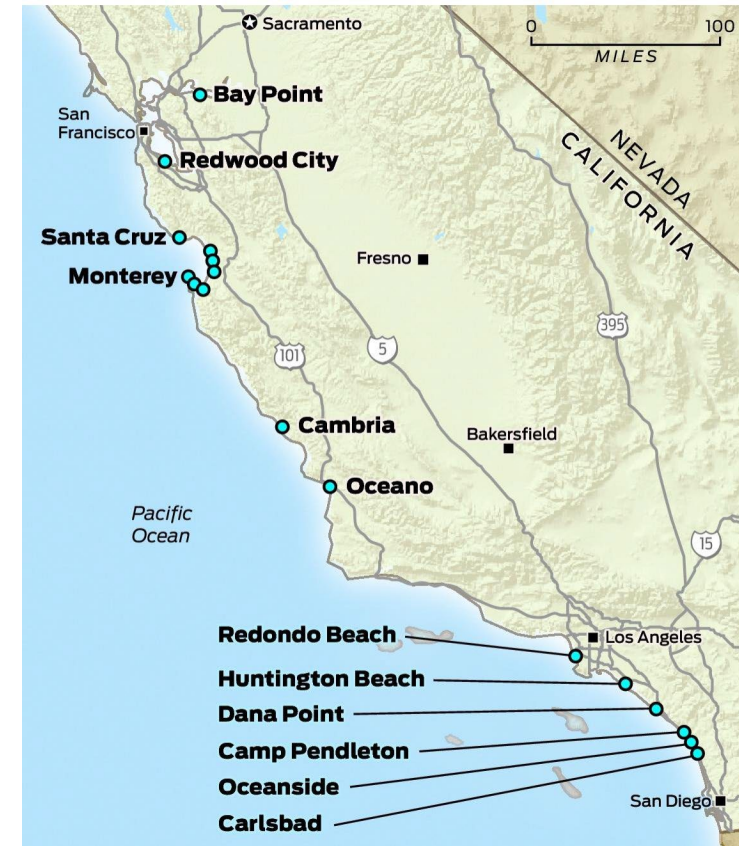 Sacramento
0 100
MILES
Bay Point
San
Francisco
NEVADA
CALIFORNIA
Redwood City
Santa Cruz
Fresno
Monterey
395
101
5
Cambria
Bakersfield
Oceano
Pacific
Ocean
15
Redondo Beach
Los Angeles
Huntington Beach
Dana Point
Camp Pendleton
Oceanside
San Diego
Carlsbad